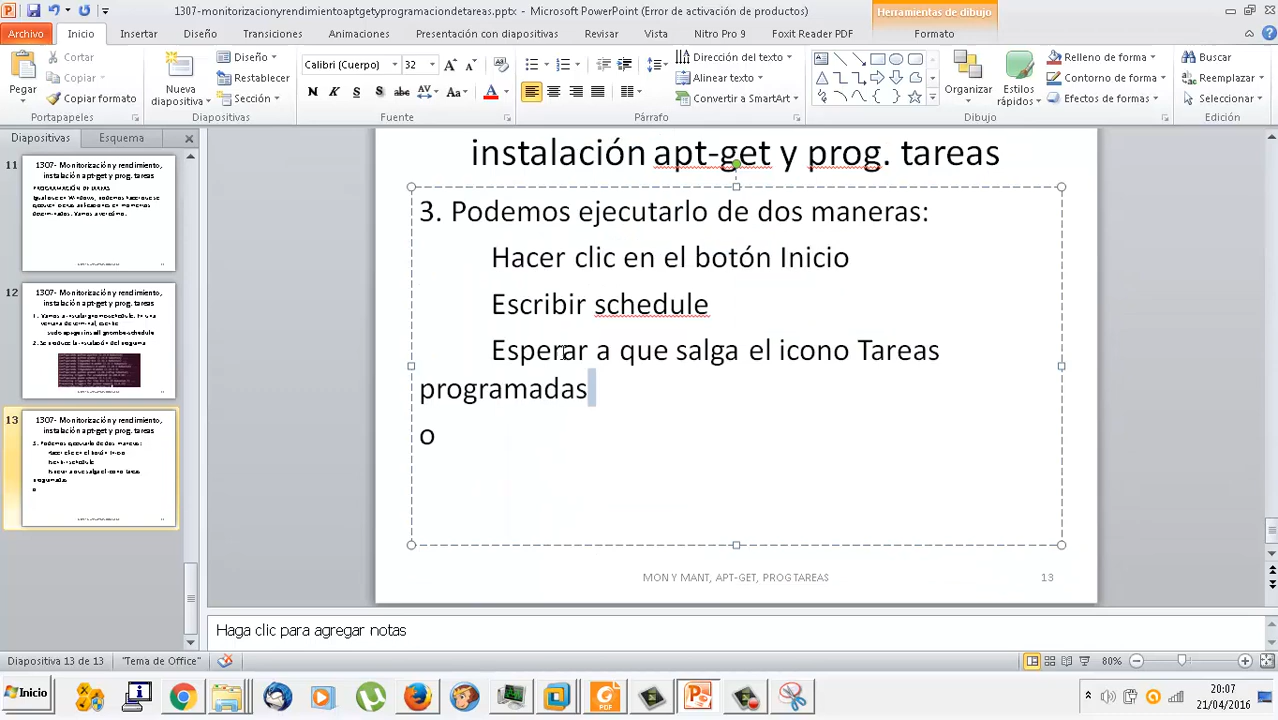 1307-monitorizacionyrendimientoaptgetyprogramaciondetareas.pptx - Microsoft PowerPoint (Error de activación de productos)
Herramientas de dibujo
Archivo Inicio Insertar Diseño Transiciones Animaciones Presentación con diapositivas Revisar Vista Nitro Pro 9 Foxit Reader PDF Formato
Pegar
Cortar
Copiar
Copiar formato
Portapapeles
Nueva diapositiva
Diseño
Restablecer
Sección
Diapositivas
Calibri (Cuerpo) 32
N K S S abc AV Aa A
Fuente
Dirección del texto
Alinear texto
Convertir a SmartArt
Párrafo
Organizar
Estilos rápidos
Relleno de forma
Contorno de forma
Efectos de formas
Dibujo
Buscar
Reemplazar
Seleccionar
Edición
Diapositivas Esquema
11
1307- Monitorización y rendimiento,
instalación apt-get y prog. tareas
12
1307- Monitorización y rendimiento,
instalación apt-get y prog. tareas
13
1307- Monitorización y rendimiento,
instalación apt-get y prog. tareas
instalación apt-get y prog. tareas
3. Podemos ejecutarlo de dos maneras:
Hacer clic en el botón Inicio
Escribir schedule
Esperar a que salga el icono Tareas
programadas
o
MON Y MANT, APT-GET, PROG TAREAS 13
Haga clic para agregar notas
Diapositiva 13 de 13 "Tema de Office" 80%
Inicio
PDF
20:07
21/04/2016